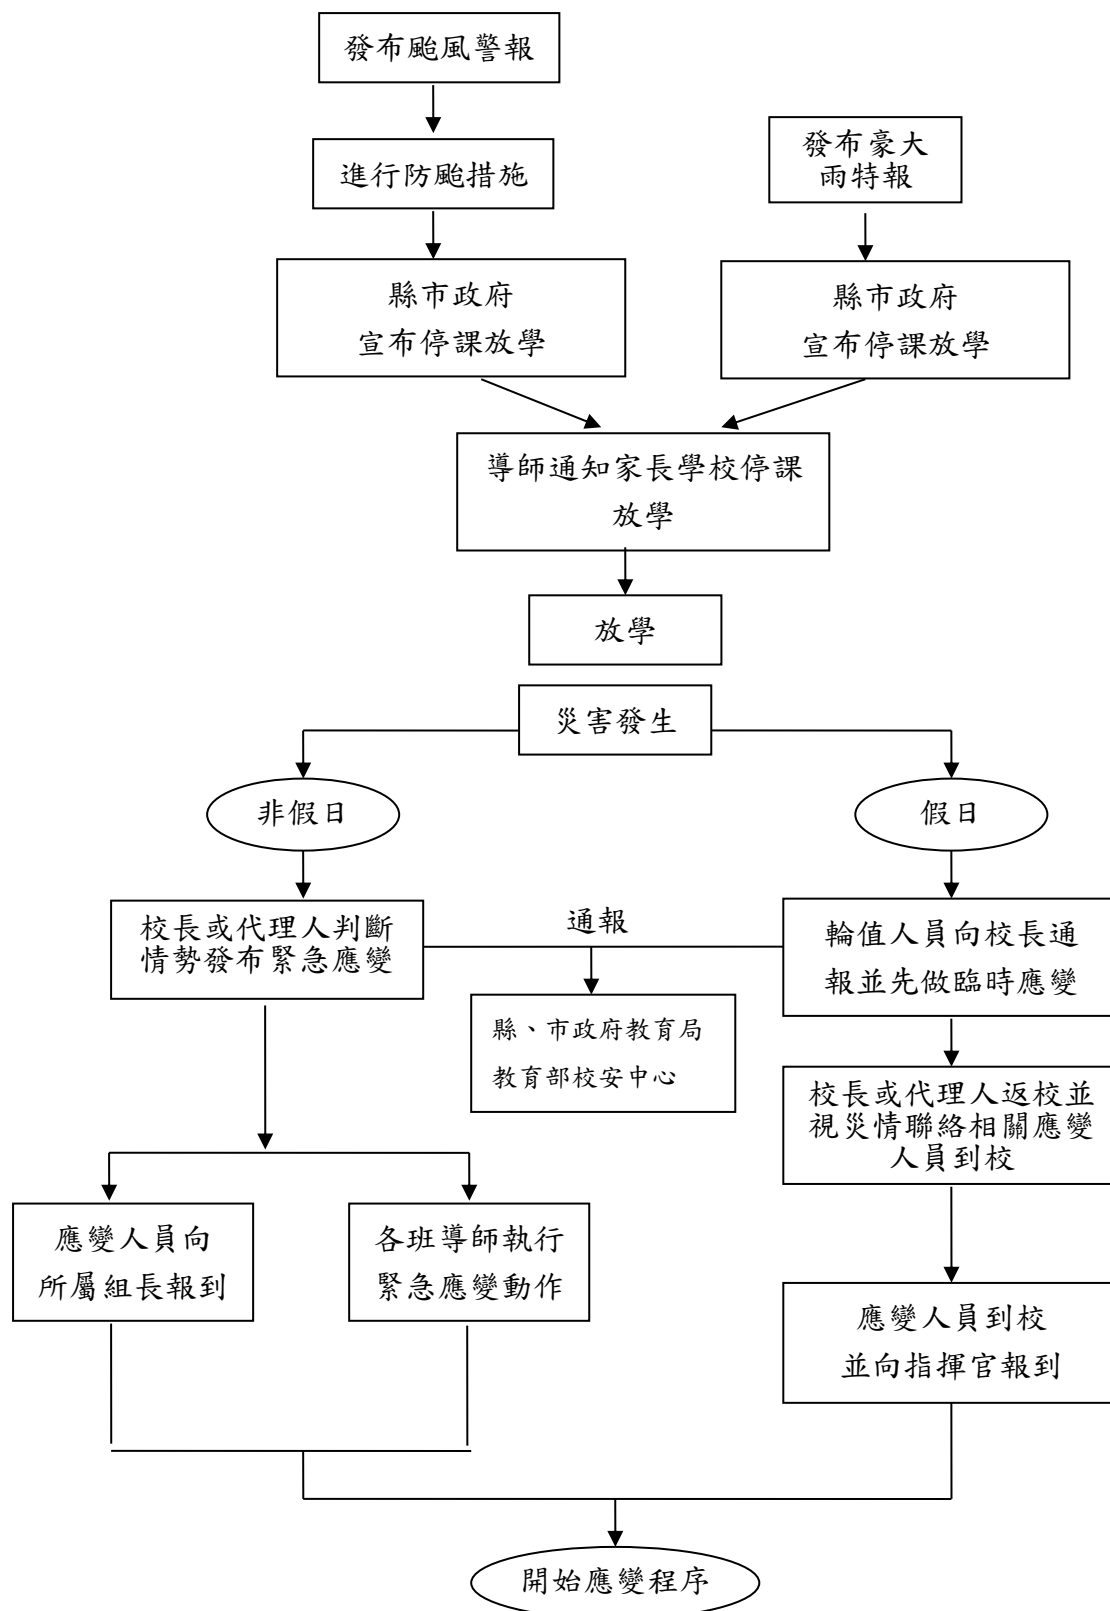 發布颱風警報
進行防颱措施
發布豪大
雨特報
縣市政府
宣布停課放學
縣市政府
宣布停課放學
導師通知家長學校停課
放學
放學
災害發生
非假日
假日
校長或代理人判斷
情勢發布緊急應變
通報
輪值人員向校長通
報並先做臨時應變
縣、市政府教育局
教育部校安中心
校長或代理人返校並
視災情聯絡相關應變
人員到校
應變人員向
所屬組長報到
各班導師執行
緊急應變動作
應變人員到校
並向指揮官報到
開始應變程序